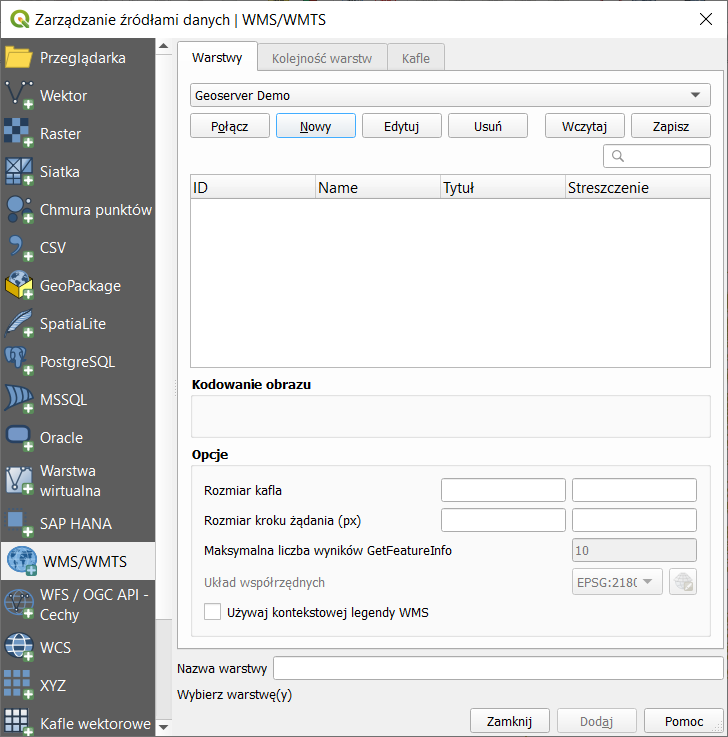 Zarządzanie źródłami danych | WMS/WMTS
Przeglądarka
Wektor
Raster
Siatka
Chmura punktów
CSV
GeoPackage
SpatiaLite
PostgreSQL
MSSQL
Oracle
Warstwa
wirtualna
SAP HANA
WMS/WMTS
WFS / OGC API -
Cechy
WCS
XYZ
Kafle wektorowe
Warstwy Kolejność warstw Kafle
Geoserver Demo
Połącz Nowy Edytuj Usuń Wczytaj Zapisz
ID Name Tytuł Streszczenie
Kodowanie obrazu
Opcje
Rozmiar kafla
Rozmiar kroku żądania (px)
Maksymalna liczba wyników GetFeatureInfo 10
Układ współrzędnych EPSG:2180
Używaj kontekstowej legendy WMS
Nazwa warstwy
Wybierz warstwę(y)
Zamknij Dodaj Pomoc